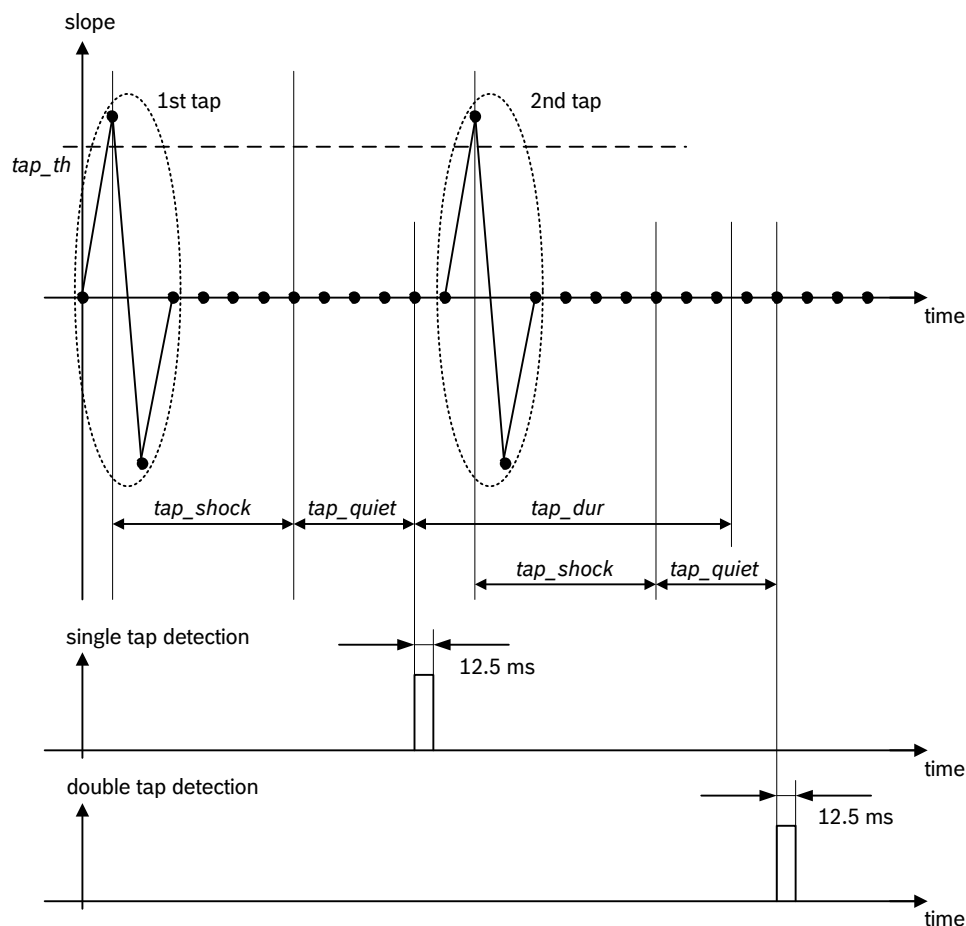 slope
1st tap
2nd tap
tap_th
time
tap_shock
tap_quiet
tap_dur
tap_shock
tap_quiet
single tap detection
12.5 ms
time
double tap detection
12.5 ms
time